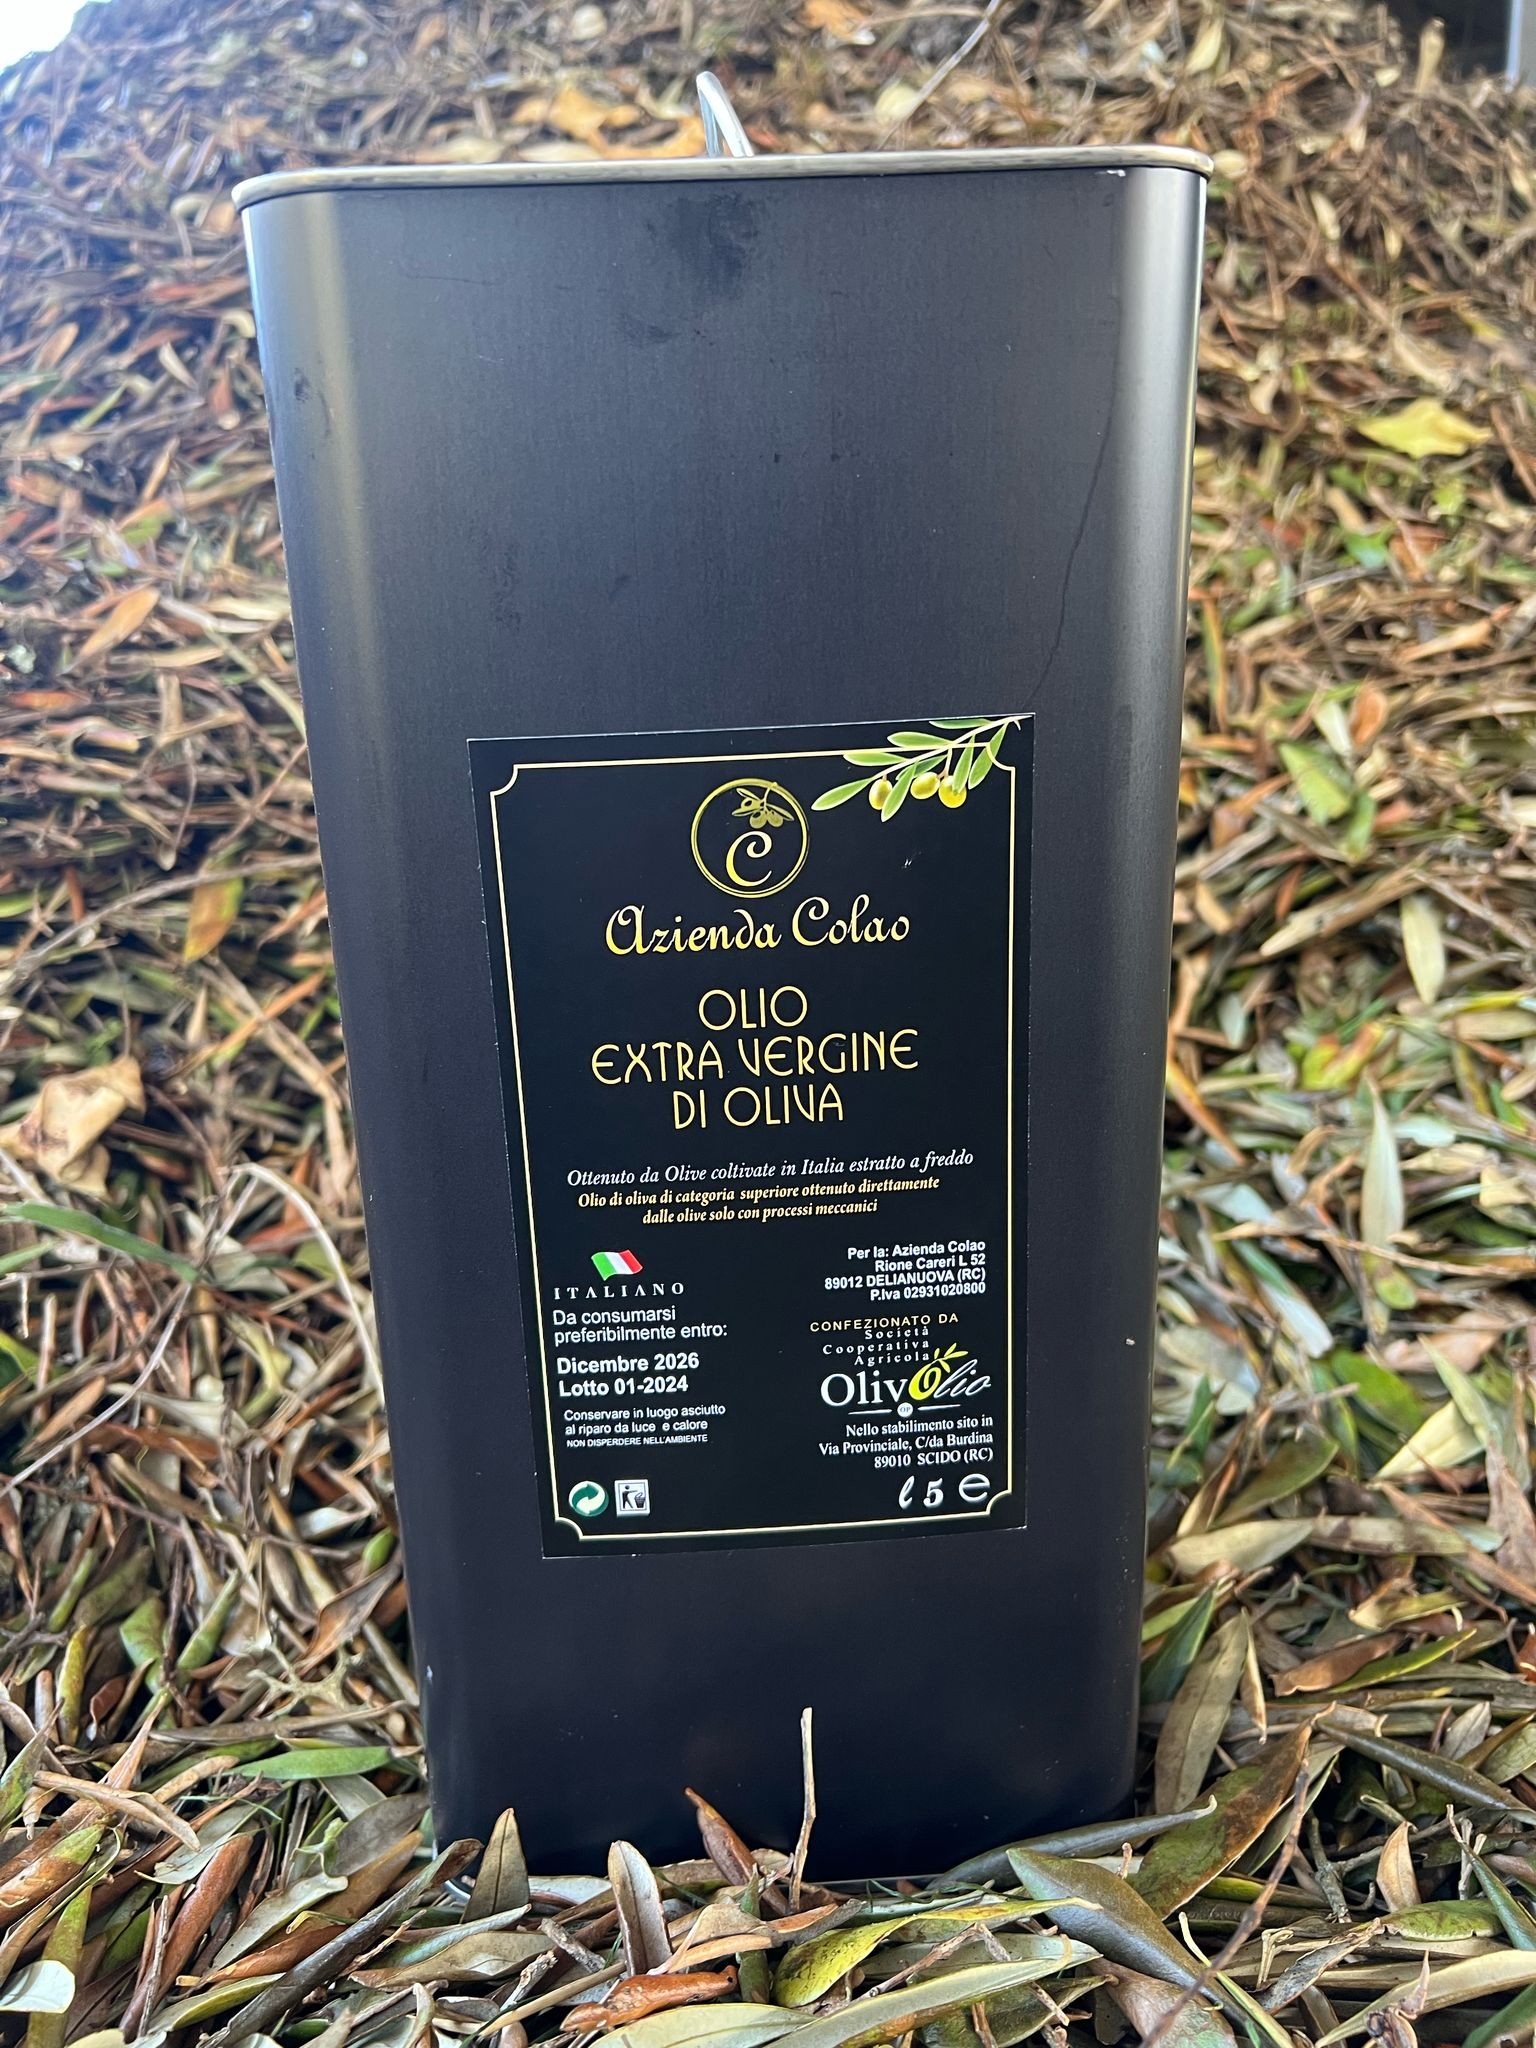 C
Azienda Colao
OLIO
EXTRA VERGINE
DI OLIVA
Ottenuto da Olive coltivate in Italia estratto a freddo
Olio di oliva di categoria superiore ottenuto direttamente
dalle olive solo con processi meccanici
ITALIANO
Da consumarsi
preferibilmente entro:
Dicembre 2026
Lotto 01-2024
Conservare in luogo asciutto
al riparo da luce e calore
NON DISPERDERE NELL'AMBIENTE
Per la: Azienda Colao
Rione Careri L 52
89012 DELIANUOVA (RC)
P.Iva 02931020800
CONFEZIONATO DA
Società
Cooperativa
Agricola
OlivOlio
OP
Nello stabilimento sito in
Via Provinciale, C/da Burdina
89010 SCIDO (RC)
l 5 e